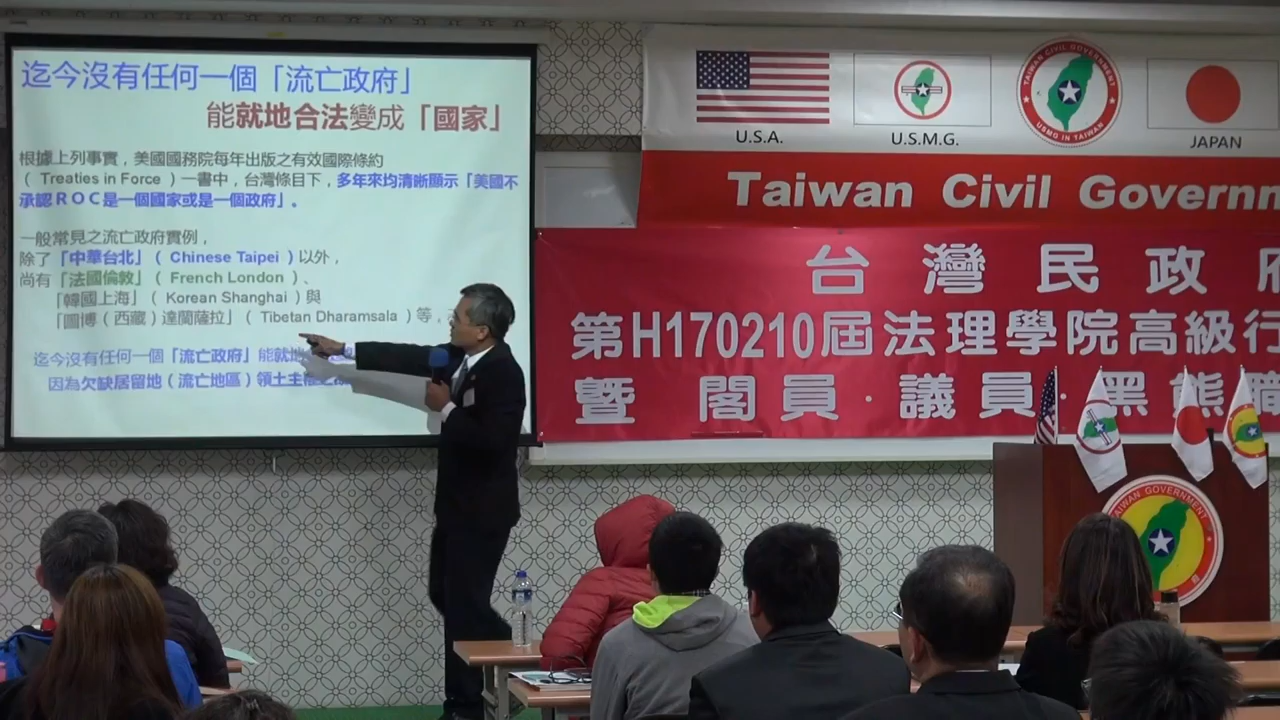 迄今沒有任何一個「流亡政府」
能就地合法變成「國家」
根據上列事實，美國國務院每年出版之有效國際條約
（ Treaties in Force ）一書中，台灣條目下，多年來均清晰顯示「美國不
承認ＲＯＣ是一個國家或是一個政府」。
一般常見之流亡政府實例，
除了「中華台北」（ Chinese Taipei ）以外，
尚有「法國倫敦」（ French London ）、
「韓國上海」（ Korean Shanghai ）與
「圖博（西藏）達蘭薩拉」（ Tibetan Dharamsala ）等，
迄今沒有任何一個「流亡政府」能就地
因為欠缺居留地（流亡地區）領土主權
U.S.A.
U.S.M.G.
TAIWAN CIVIL GOVERNMENT
USMG IN TAIWAN
JAPAN
Taiwan Civil Governm
台灣民政府
第H170210屆法理學院高級行
暨 閣員·議員·黑熊職
TAIWAN GOVERNMENT